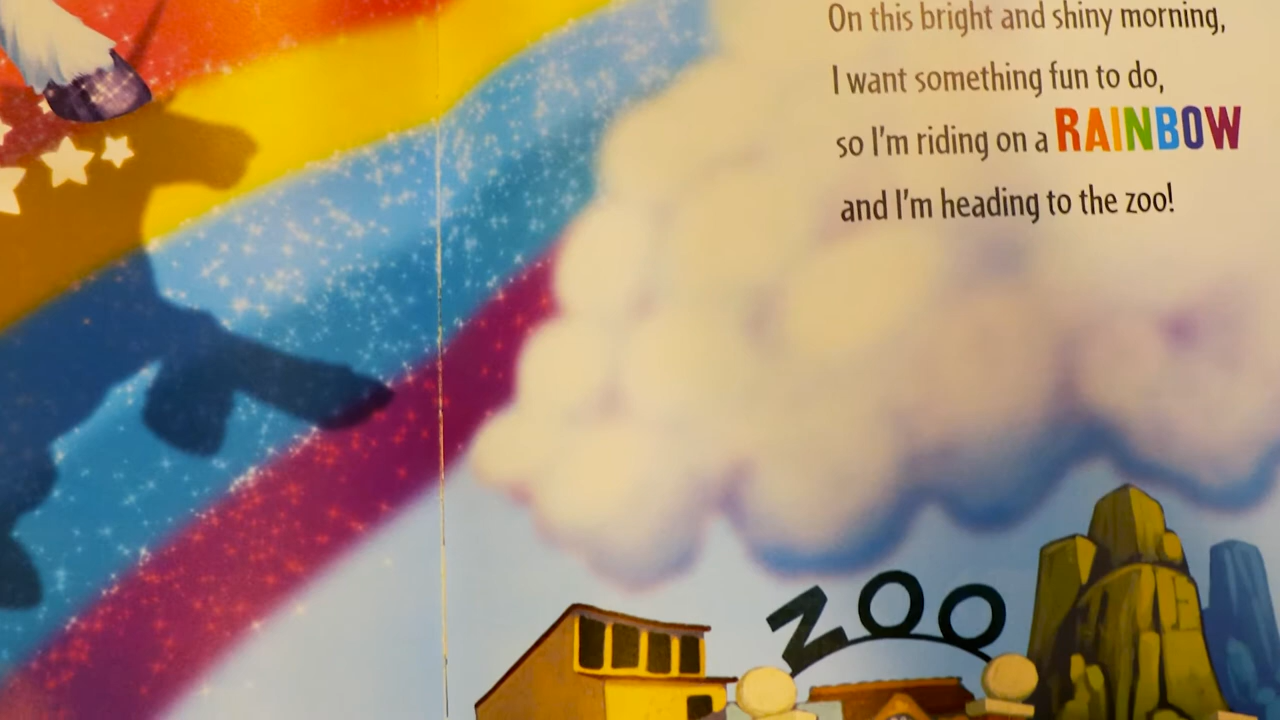 On this bright and shiny morning,
I want something fun to do,
so I'm riding on a RAINBOW
and I'm heading to the zoo!
ZOO